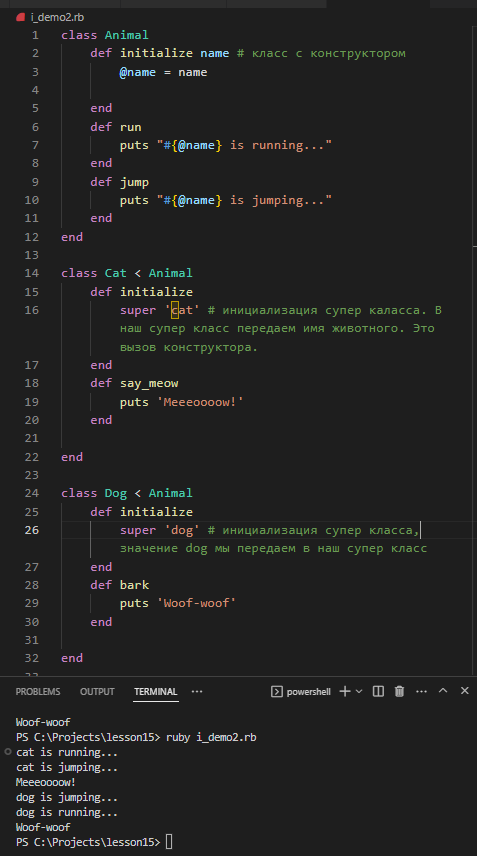 i_demo2.rb
1 class Animal
2 def initialize name # класс с конструктором
3 @name = name
4
5 end
6 def run
7 puts "#{@name} is running..."
8 end
9 def jump
10 puts "#{@name} is jumping..."
11 end
12 end
13
14 class Cat < Animal
15 def initialize
16 super 'cat' # инициализация супер каласса. В
наш супер класс передаем имя животного. Это
вызов конструктора.
17 end
18 def say_meow
19 puts 'Meeeoooow!'
20 end
21
22 end
23
24 class Dog < Animal
25 def initialize
26 super 'dog' # инициализация супер класса,
значение dog мы передаем в наш супер класс
27 end
28 def bark
29 puts 'Woof-woof'
30 end
31
32 end
PROBLEMS OUTPUT TERMINAL ... powershell
Woof-woof
PS C:\Projects\lesson15> ruby i_demo2.rb
cat is running...
cat is jumping...
Meeeoooow!
dog is jumping...
dog is running...
Woof-woof
PS C:\Projects\lesson15>